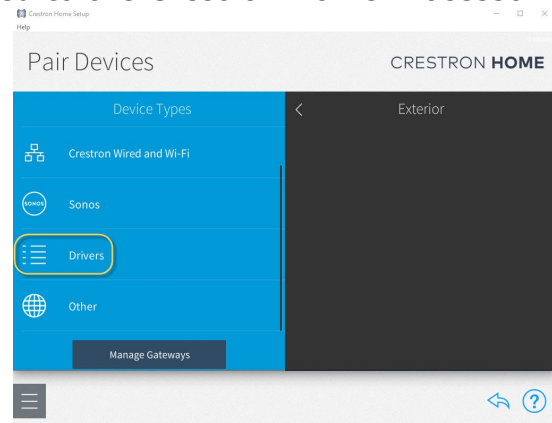 Crestron Home Setup
Help
Pair Devices
CRESTRON HOME
Device Types
Exterior
Crestron Wired and Wi-Fi
SONOS
Sonos
Drivers
Other
Manage Gateways
?